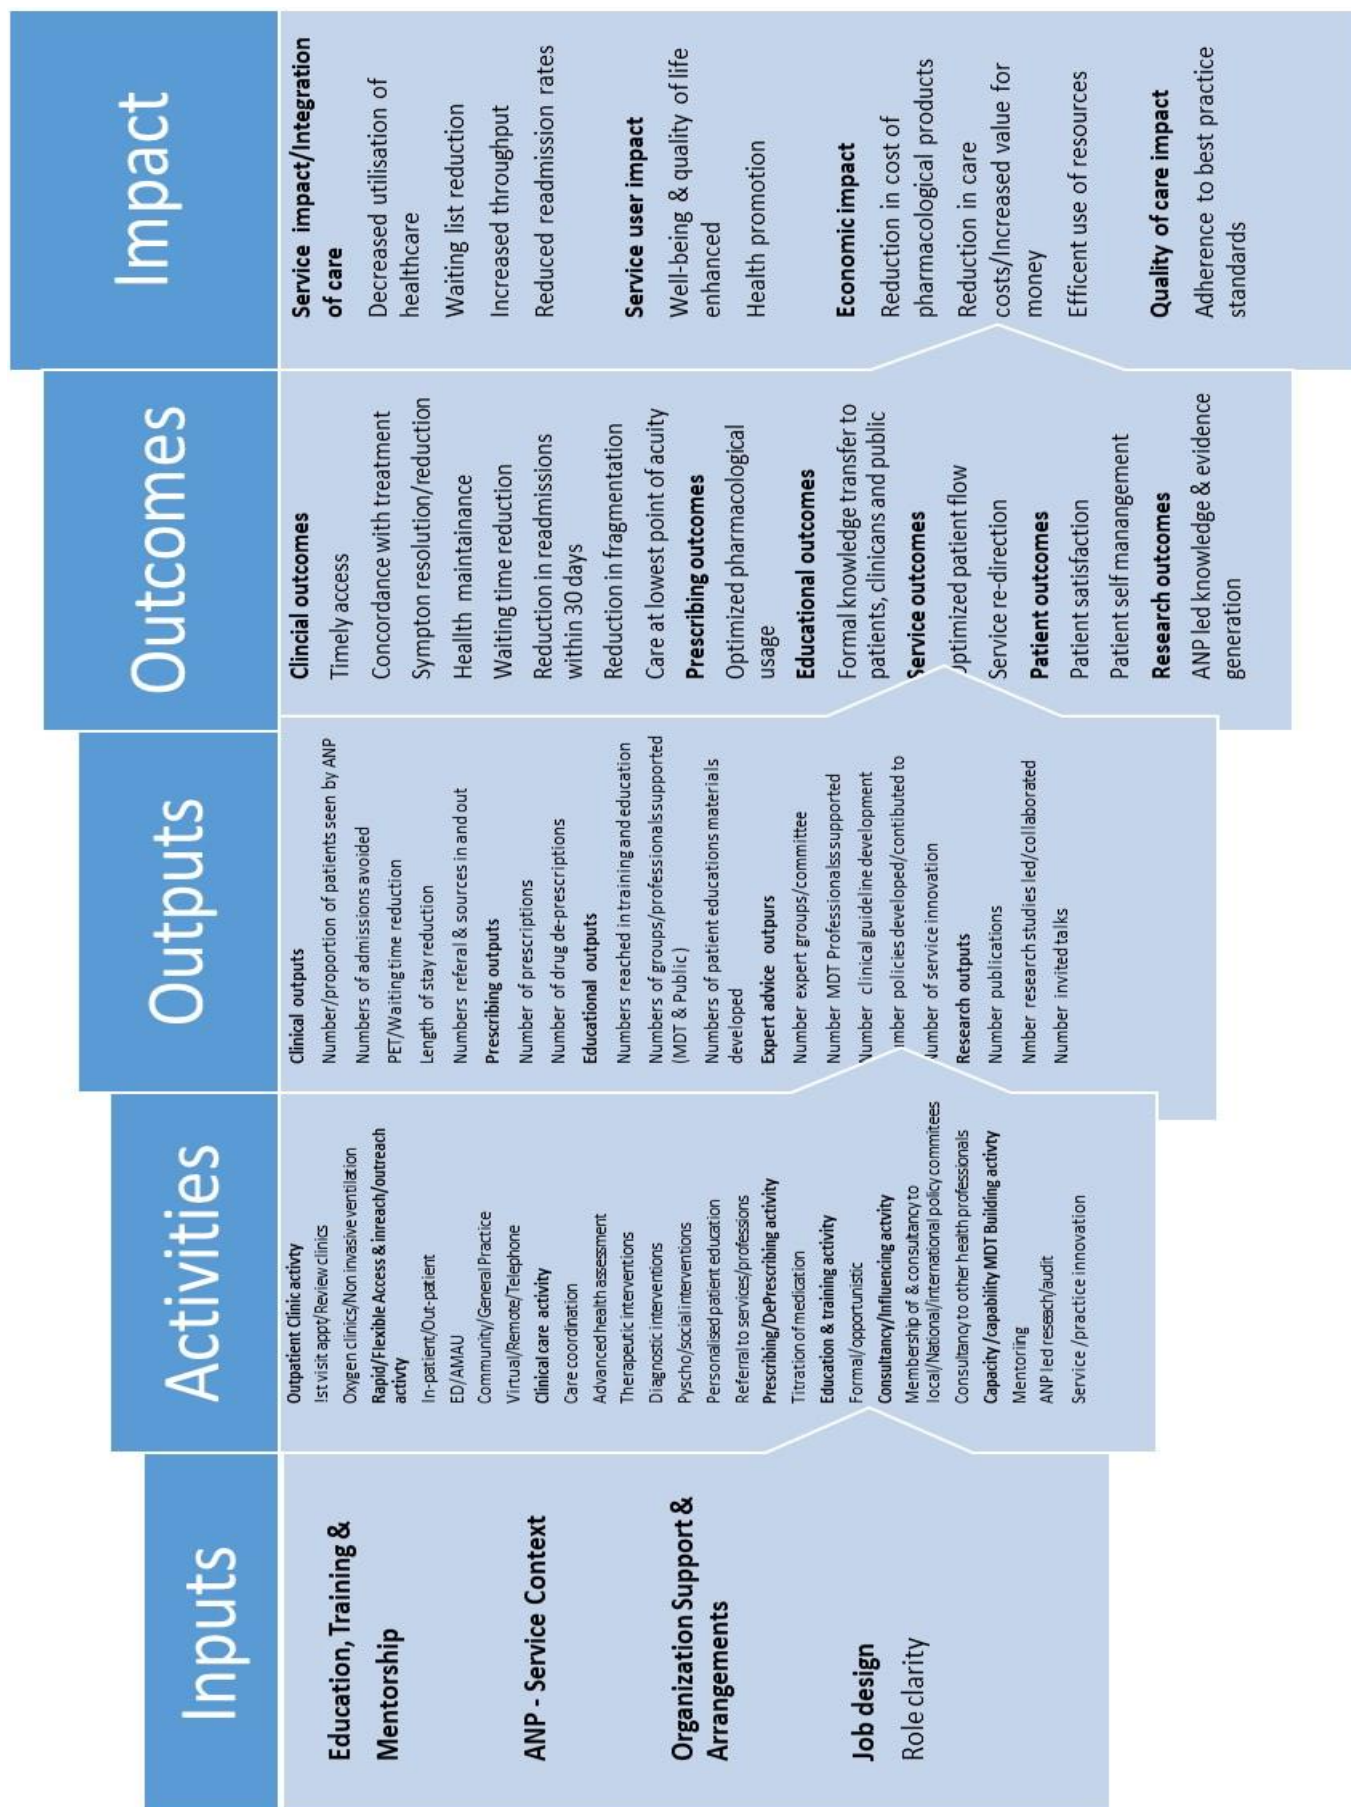 Inputs
Education, Training &
Mentorship
ANP - Service Context
Organization Support &
Arrangements
Job design
Role clarity
Activities
Outpatient Clinic activty
!st visit appt/Review clinics
Oxygen clinics/Non invasive ventilation
Rapid/Flexible Access & inreach/outreach
activty
In-patient/Out-patient
ED/AMAU
Community/General Practice
Virtual/Remote/Telephone
Clinical care activity
Care coordination
Advanced health assessment
Therapeutic interventions
Diagnostic interventions
Pyscho/social interventions
Personalised patient education
Referral to services/professions
Prescribing/DePrescribing activity
Titration of medication
Education & training activity
Formal/opportunistic
Consultancy/Influencing actvity
Membership of & consultancy to
local/National/international policy commitees
Consultancy to other health professionals
Capacity /capability MDT Building activty
Mentoring
ANP led reseach/audit
Service /practice innovation
Outputs
Clinical outputs
Number/proportion of patients seen by ANP
Numbers of admissions avoided
PET/Waiting time reduction
Length of stay reduction
Numbers referal & sources in and out
Prescribing outputs
Number of prescriptions
Number of drug de-prescriptions
Educational outputs
Numbers reached in training and education
Numbers of groups/professionals supported
(MDT & Public)
Numbers of patient educations materials
developed
Expert advice outpurs
Number expert groups/committee
Number MDT Professionalss supported
Number clinical guideline development
mber policies developed/contibuted to
Number of service innovation
Research outputs
Number publications
Nmber research studies led/collaborated
Number invited talks
Outcomes
Clincial outcomes
Timely access
Concordance with treatment
Sympton resolution/reduction
Heallth maintainance
Waiting time reduction
Reduction in readmissions
within 30 days
Reduction in fragmentation
Care at lowest point of acuity
Prescribing outcomes
Optimized pharmacological
usage
Educational outcomes
Formal knowledge transfer to
patients, clinicans and public
Service outcomes
Optimized patient flow
Service re-direction
Patient outcomes
Patient satisfaction
Patient self manangement
Research outcomes
ANP led knowledge & evidence
generation
Impact
Service impact/Integration
of care
Decreased utilisation of
healthcare
Waiting list reduction
Increased throughput
Reduced readmission rates
Service user impact
Well-being & quality of life
enhanced
Health promotion
Economic impact
Reduction in cost of
pharmacological products
Reduction in care
costs/Increased value for
money
Efficent use of resources
Quality of care impact
Adherence to best practice
standards